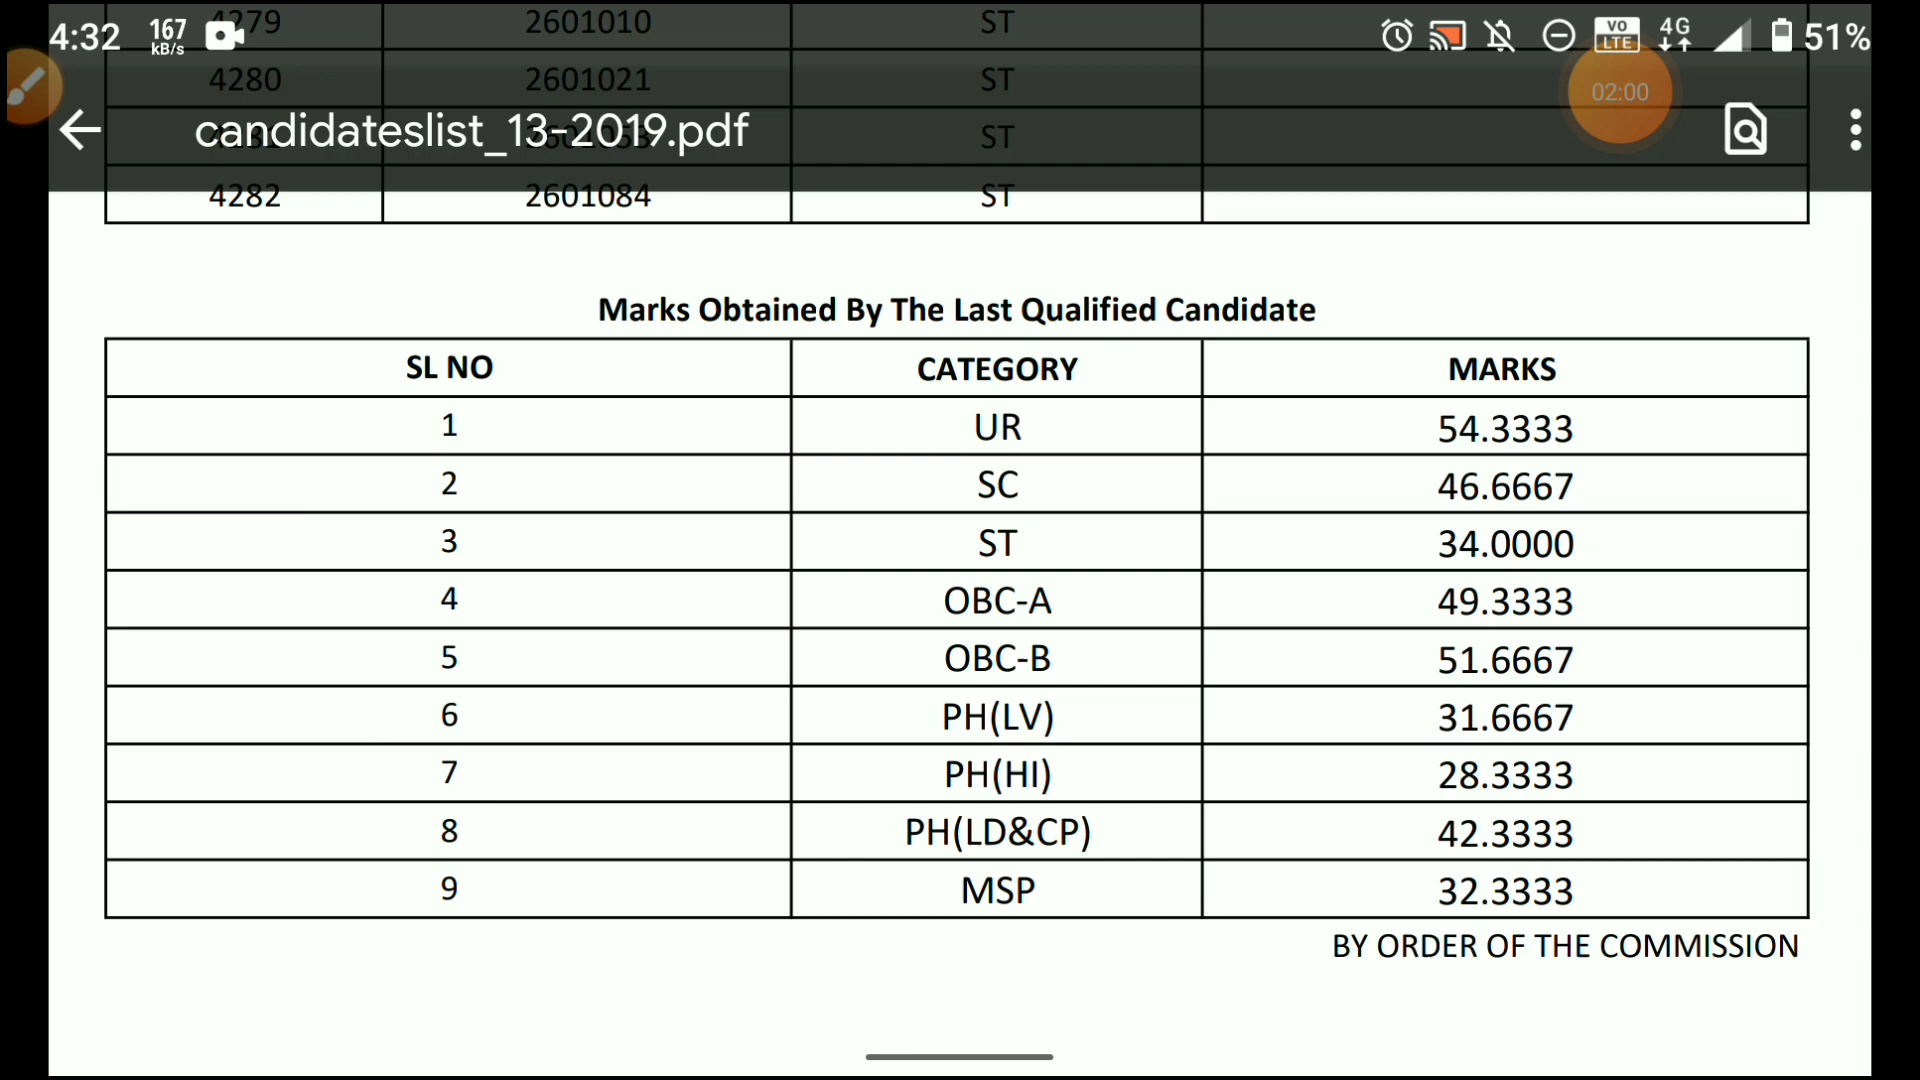 4:32 167 kB/s VO LTE 4G 51%
4279 2601010 ST
4280 2601021 ST
02:00
candidateslist_13-2019.pdf
ST
4282 2601084 ST
Marks Obtained By The Last Qualified Candidate
SL NO CATEGORY MARKS
1 UR 54.3333
2 SC 46.6667
3 ST 34.0000
4 OBC-A 49.3333
5 OBC-B 51.6667
6 PH(LV) 31.6667
7 PH(HI) 28.3333
8 PH(LD&CP) 42.3333
9 MSP 32.3333
BY ORDER OF THE COMMISSION